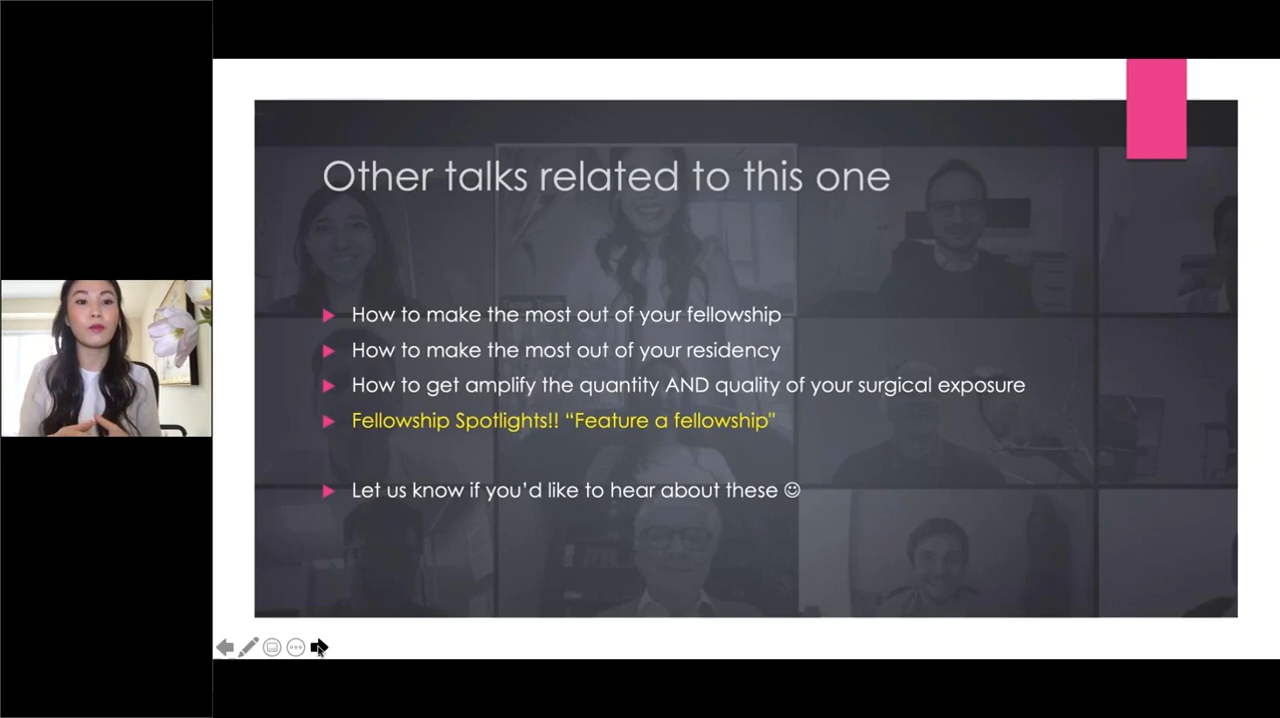 Other talks related to this one
How to make the most out of your fellowship
How to make the most out of your residency
How to get amplify the quantity AND quality of your surgical exposure
Fellowship Spotlights!! “Feature a fellowship"
Let us know if you’d like to hear about these ☺